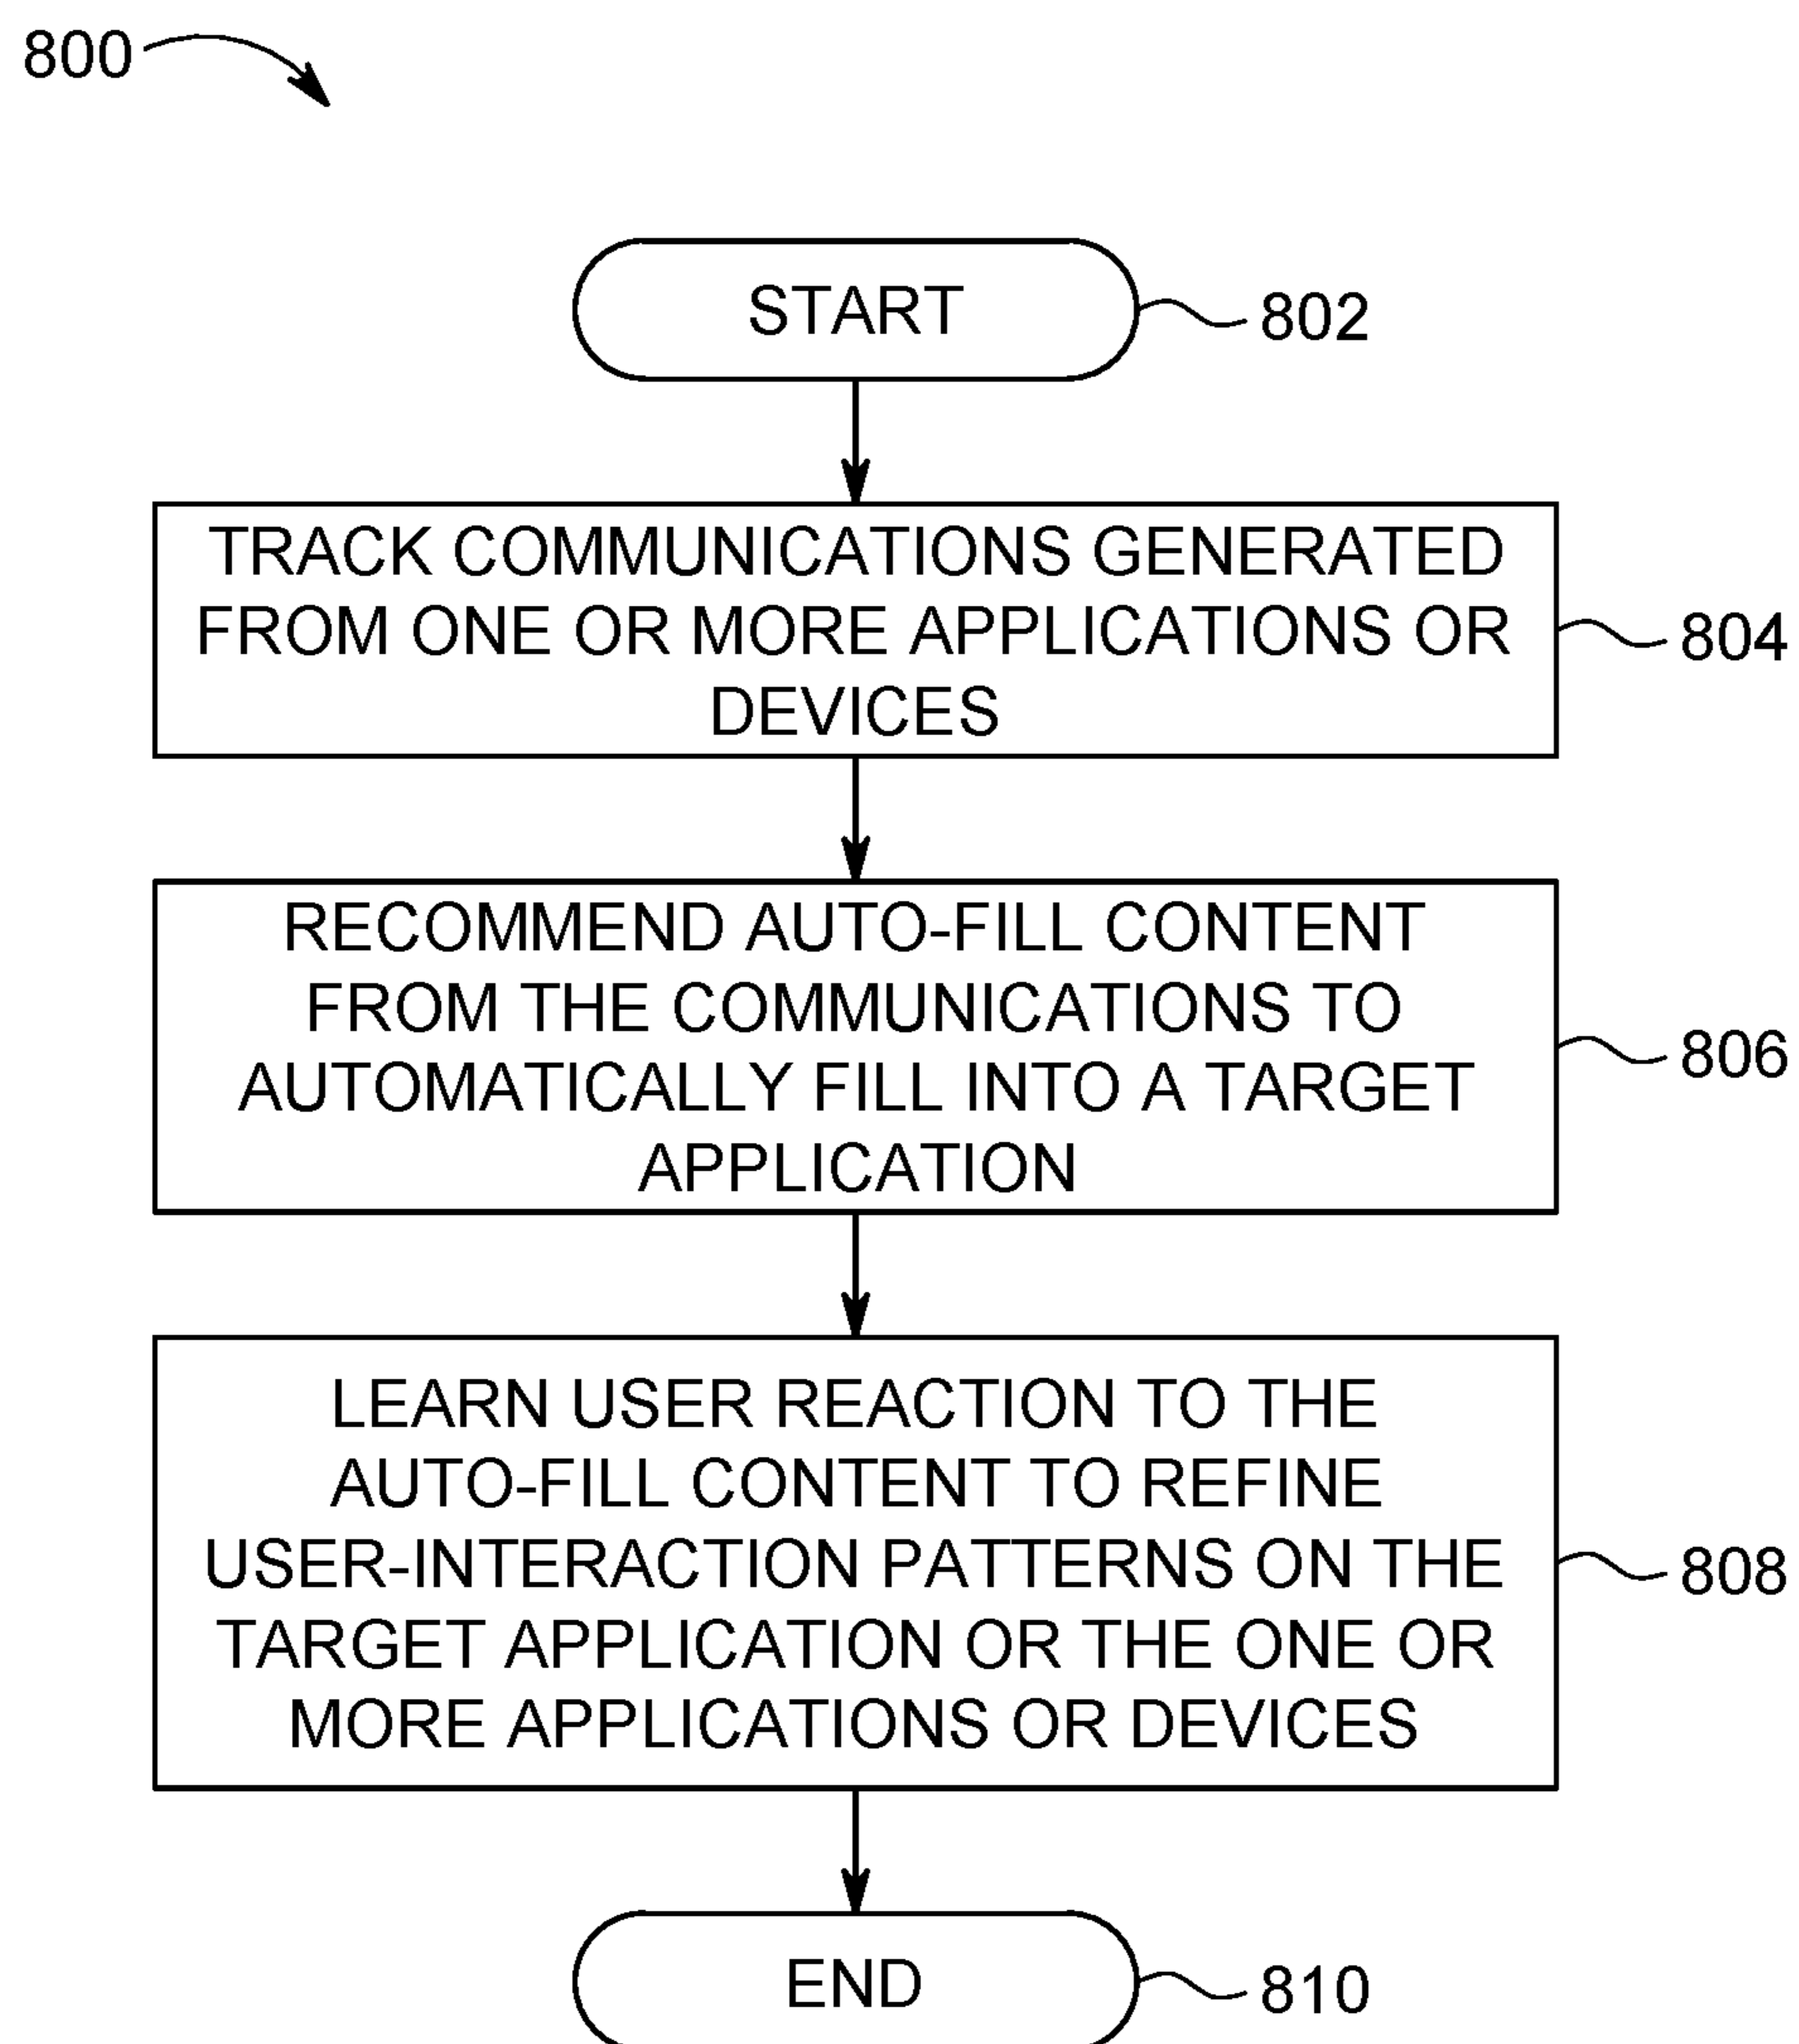 800
START
802
TRACK COMMUNICATIONS GENERATED
FROM ONE OR MORE APPLICATIONS OR
DEVICES
804
RECOMMEND AUTO-FILL CONTENT
FROM THE COMMUNICATIONS TO
AUTOMATICALLY FILL INTO A TARGET
APPLICATION
806
LEARN USER REACTION TO THE
AUTO-FILL CONTENT TO REFINE
USER-INTERACTION PATTERNS ON THE
TARGET APPLICATION OR THE ONE OR
MORE APPLICATIONS OR DEVICES
808
END
810